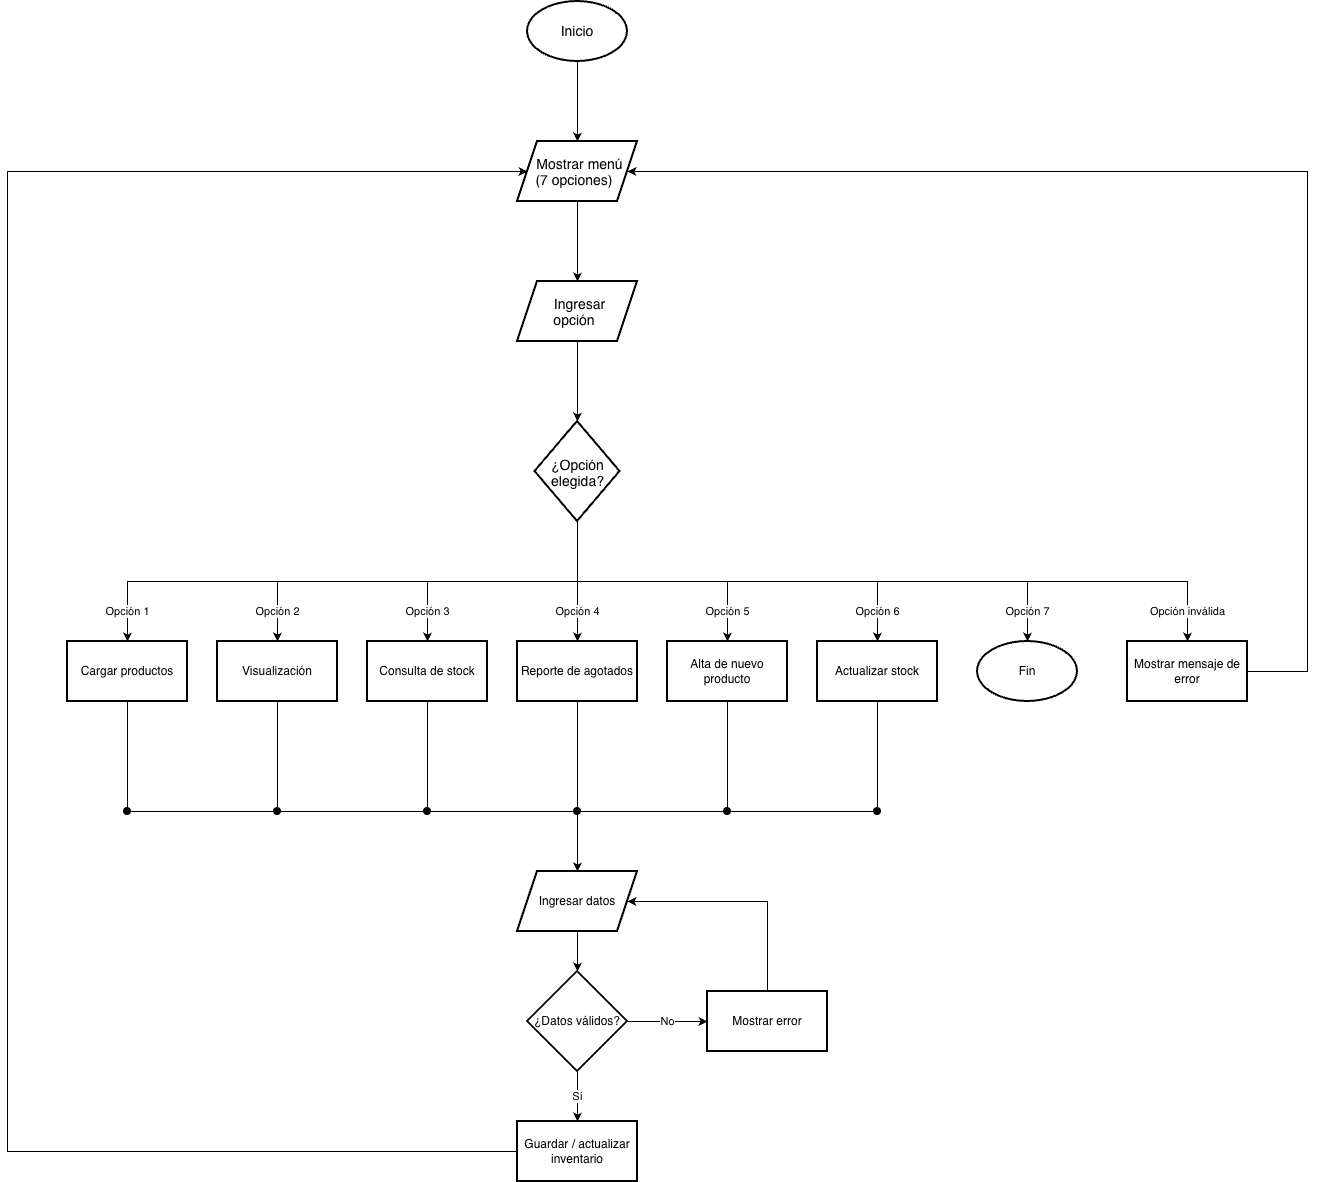 Inicio
Mostrar menú
(7 opciones)
Ingresar
opción
¿Opción
elegida?
Opción 1
Opción 2
Opción 3
Opción 4
Opción 5
Opción 6
Opción 7
Opción inválida
Cargar productos
Visualización
Consulta de stock
Reporte de agotados
Alta de nuevo
producto
Actualizar stock
Fin
Mostrar mensaje de
error
Ingresar datos
¿Datos válidos?
No
Mostrar error
Sí
Guardar / actualizar
inventario